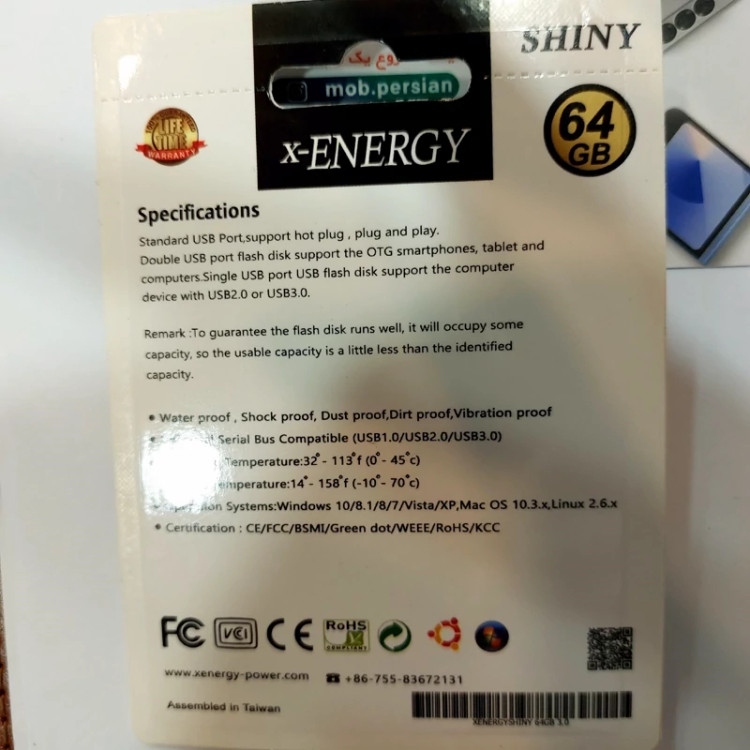 SHINY
mob.persian
x-ENERGY
64
GB
LIFE
TIME
WARRANTY
Specifications
Standard USB Port,support hot plug , plug and play.
Double USB port flash disk support the OTG smartphones, tablet and
computers.Single USB port USB flash disk support the computer
device with USB2.0 or USB3.0.
Remark :To guarantee the flash disk runs well, it will occupy some
capacity, so the usable capacity is a little less than the identified
capacity.
• Water proof , Shock proof, Dust proof,Dirt proof,Vibration proof
Serial Bus Compatible (USB1.0/USB2.0/USB3.0)
Temperature:32°- 113°f (0°- 45°c)
14°- 158°f (-10°- 70°c)
Systems:Windows 10/8.1/8/7/Vista/XP,Mac OS 10.3.x,Linux 2.6.x
• Certification : CE/FCC/BSMI/Green dot/WEEE/RoHS/KCC
FC VCI CE RoHS
COMPLIANT
www.xenergy-power.com ☎ +86-755-83672131
Assembled in Taiwan
XENERGYSHINY 64GB 3.0